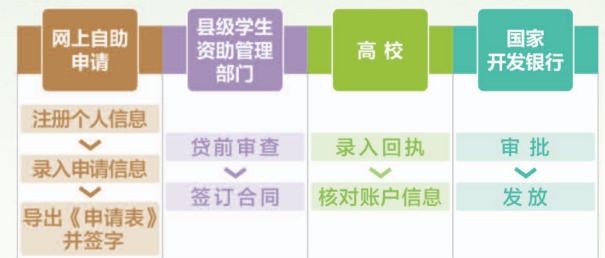 网上自助
申请
注册个人信息
录入申请信息
导出《申请表》
并签字
县级学生
资助管理
部门
贷前审查
签订合同
高校
录入回执
核对账户信息
国家
开发银行
审批
发放